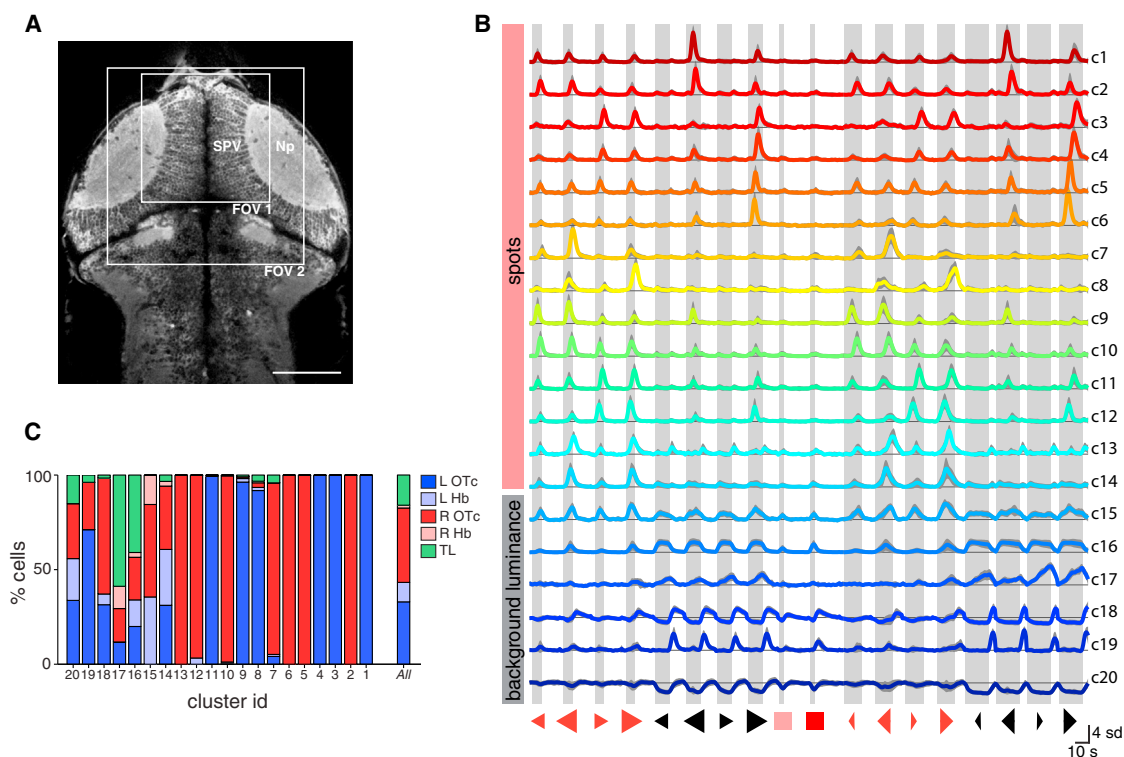 A
SPV
Np
FOV 1
FOV 2
B
spots
background luminance
c1
c2
c3
c4
c5
c6
c7
c8
c9
c10
c11
c12
c13
c14
c15
c16
c17
c18
c19
c20
4 sd
10 s
C
% cells
100
50
0
20 19 18 17 16 15 14 13 12 11 10 9 8 7 6 5 4 3 2 1 All
cluster id
L OTc
L Hb
R OTc
R Hb
TL